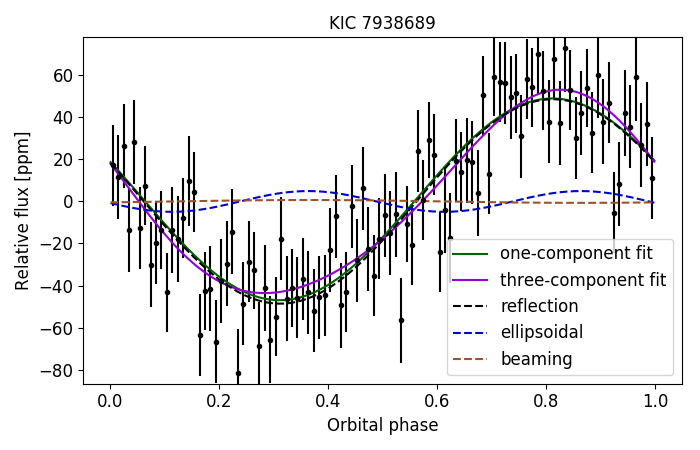 KIC 7938689
Relative flux [ppm]
60
40
20
0
−20
−40
−60
−80
one-component fit
three-component fit
reflection
ellipsoidal
beaming
0.0 0.2 0.4 0.6 0.8 1.0
Orbital phase